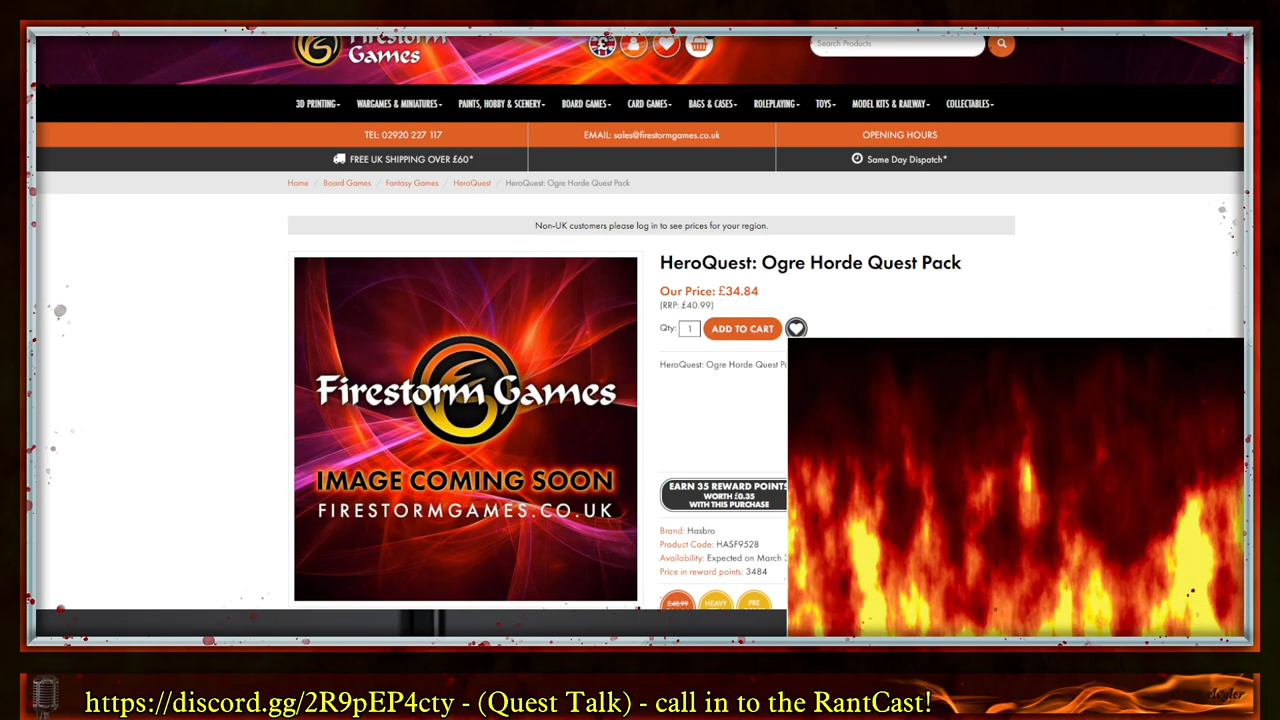 Firestorm
Games
£
Search Products
3D PRINTING WARGAMES & MINIATURES PAINTS, HOBBY & SCENERY BOARD GAMES CARD GAMES BAGS & CASES ROLEPLAYING TOYS MODEL KITS & RAILWAY COLLECTABLES
TEL: 02920 227 117 EMAIL: sales@firestormgames.co.uk OPENING HOURS
FREE UK SHIPPING OVER £60* Same Day Dispatch*
Home / Board Games / Fantasy Games / HeroQuest / HeroQuest: Ogre Horde Quest Pack
Non-UK customers please log in to see prices for your region.
HeroQuest: Ogre Horde Quest Pack
Our Price: £34.84
(RRP: £40.99)
Qty: 1 ADD TO CART
HeroQuest: Ogre Horde Quest
Firestorm Games
IMAGE COMING SOON
FIRESTORMGAMES.CO.UK
EARN 35 REWARD POINTS
WORTH £0.35
WITH THIS PURCHASE
Brand: Hasbro
Product Code: HASF9528
Availability: Expected on March
Price in reward points: 3484
£40.99 HEAVY PRE
https://discord.gg/2R9pEP4cty - (Quest Talk) - call in to the RantCast!